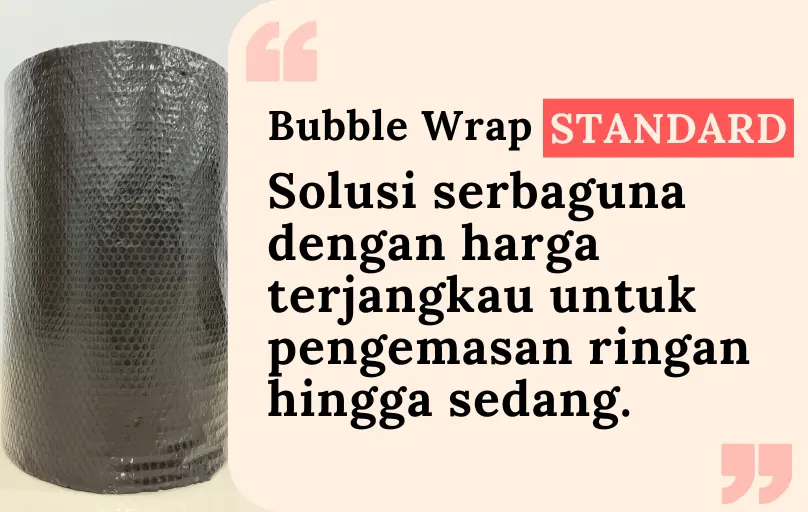 Bubble Wrap STANDARD
Solusi serbaguna
dengan harga
terjangkau untuk
pengemasan ringan
hingga sedang.